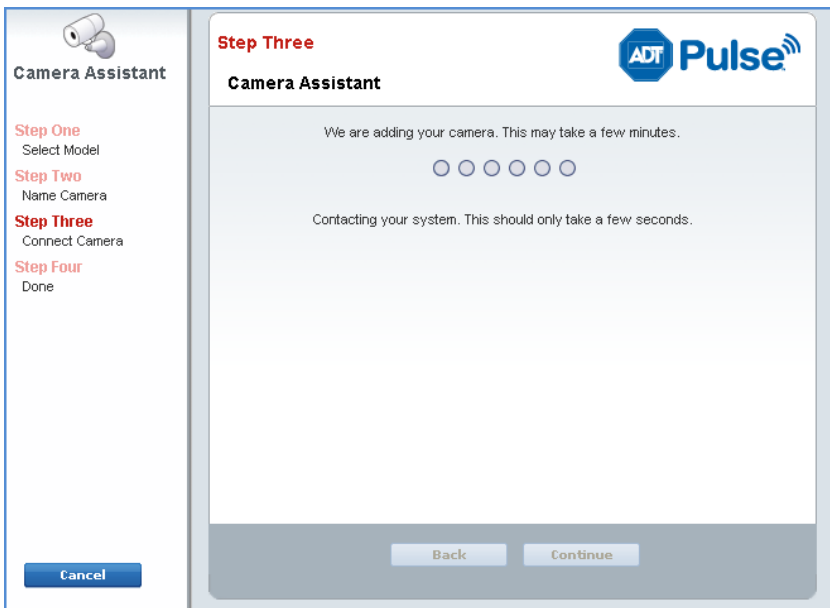 Camera Assistant
Step One
Select Model
Step Two
Name Camera
Step Three
Connect Camera
Step Four
Done
Cancel
Step Three
Camera Assistant
ADT Pulse
We are adding your camera. This may take a few minutes.
Contacting your system. This should only take a few seconds.
Back Continue